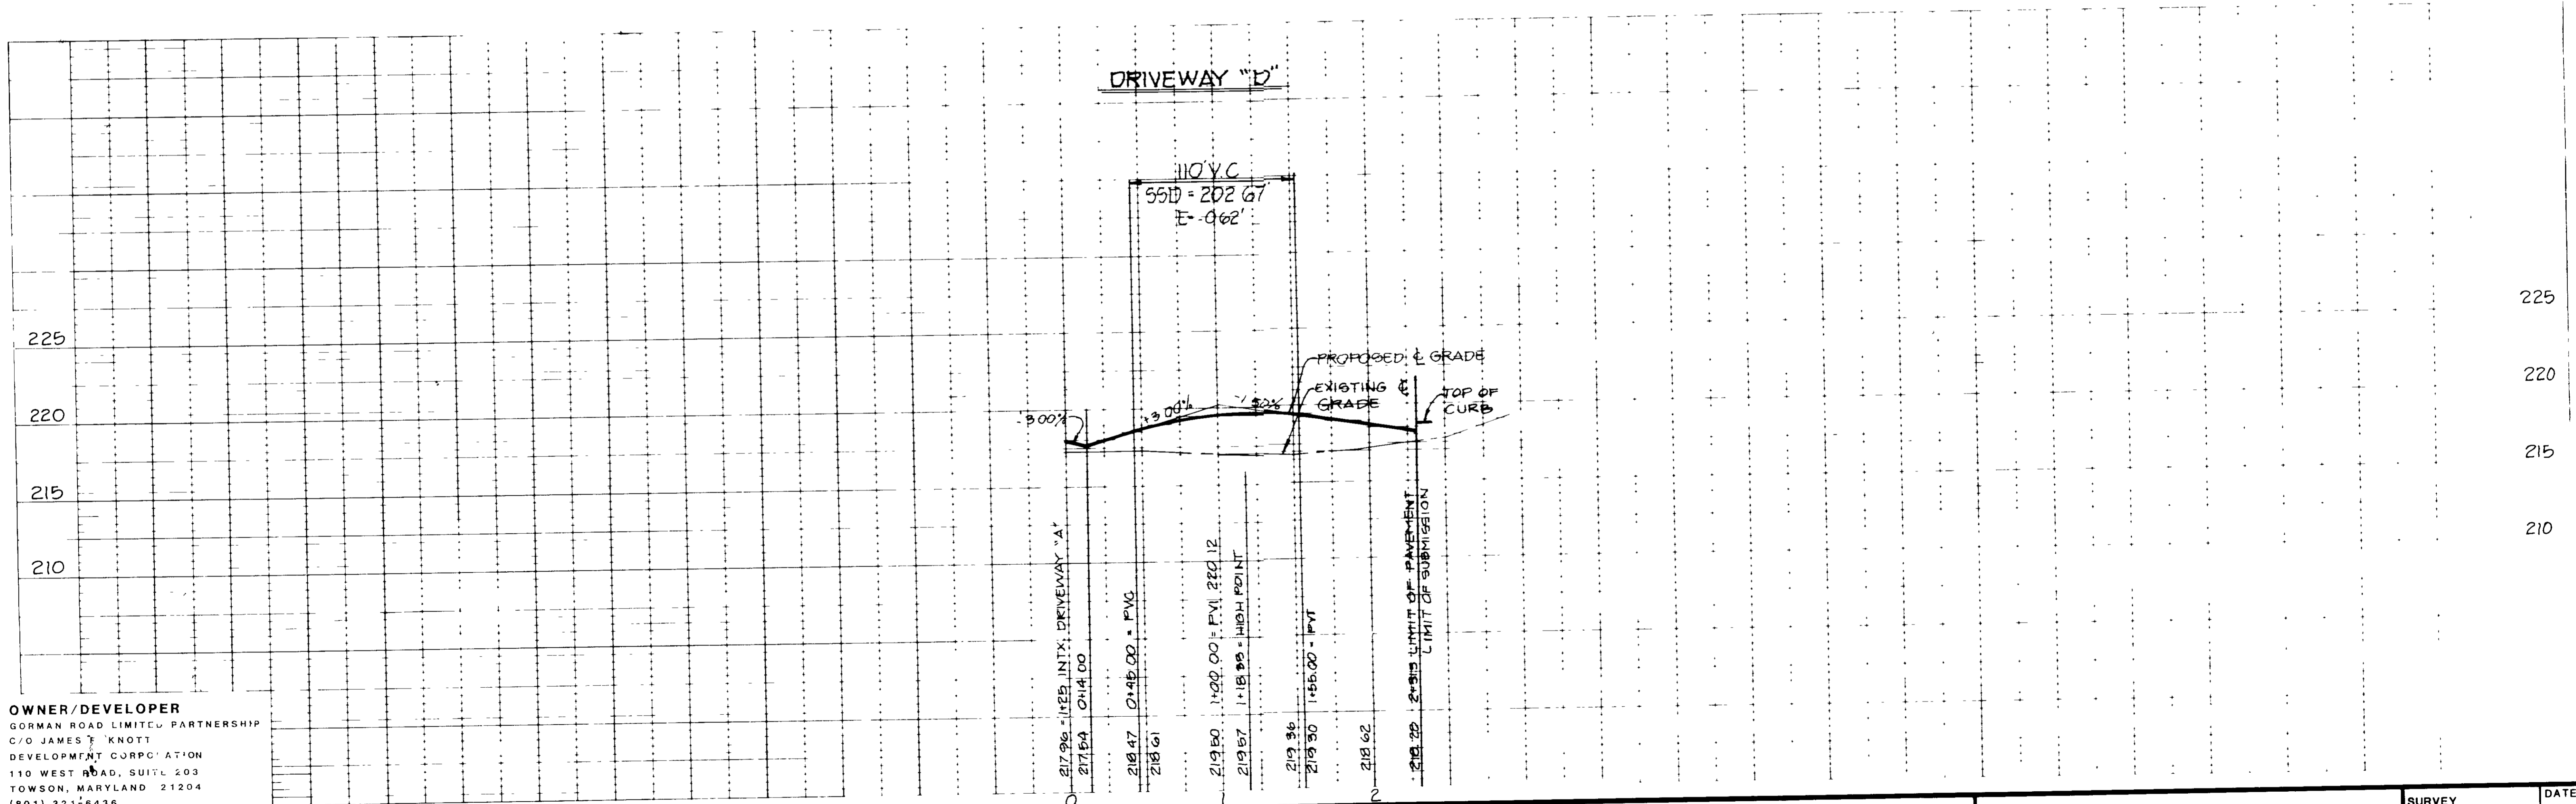 DRIVEWAY "D"
110' V.C
SSD = 202 67'
E= -0 62'
225
225
PROPOSED ℄ GRADE
220
EXISTING ℄
GRADE
TOP OF
CURB
+3 00%
50%
220
3 00%
215
215
210
210
217 96 = 1+25 INTX. DRIVEWAY "A"
217 54 0+14 00
218 47 0+45 00 = PVC
218 61
219 50 1+00 00 = PVI 220.12
219 57 1+18 33 = HIGH POINT
219 36
219 30 1+55.00 = PVT
218 62
218 28 LIMIT OF PAVEMENT
LIMIT OF SUBMISSION
0
1
2
OWNER/DEVELOPER
GORMAN ROAD LIMITED PARTNERSHIP
C/O JAMES F KNOTT
DEVELOPMENT CORPORATION
110 WEST ROAD, SUITE 203
TOWSON, MARYLAND 21204
SURVEY
DATE